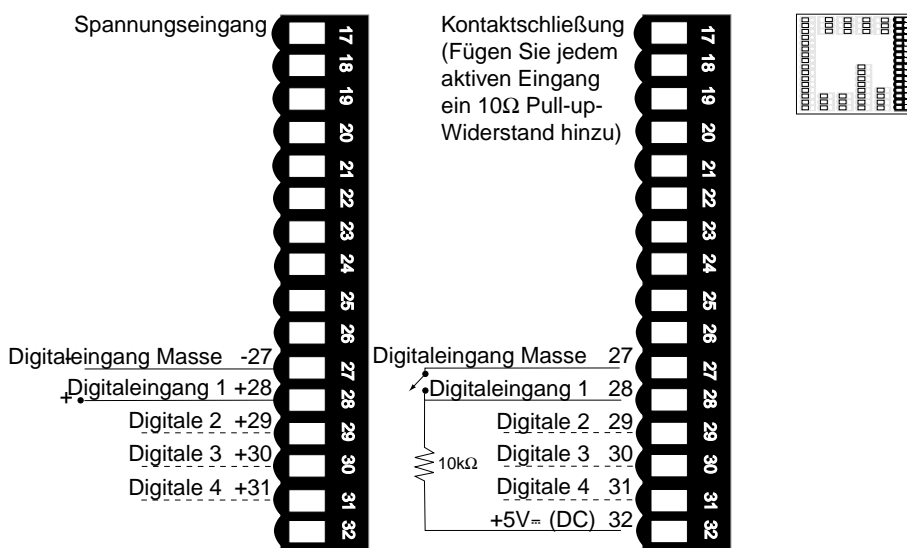 Spannungseingang
17
18
19
20
21
22
23
24
25
26
27
28
29
30
31
32
Digitaleingang Masse -27
Digitaleingang 1 +28
Digitale 2 +29
Digitale 3 +30
Digitale 4 +31
-
+
Kontaktschließung
(Fügen Sie jedem
aktiven Eingang
ein 10Ω Pull-up-
Widerstand hinzu)
17
18
19
20
21
22
23
24
25
26
27
28
29
30
31
32
Digitaleingang Masse 27
Digitaleingang 1 28
Digitale 2 29
Digitale 3 30
Digitale 4 31
+5V⎓ (DC) 32
10kΩ